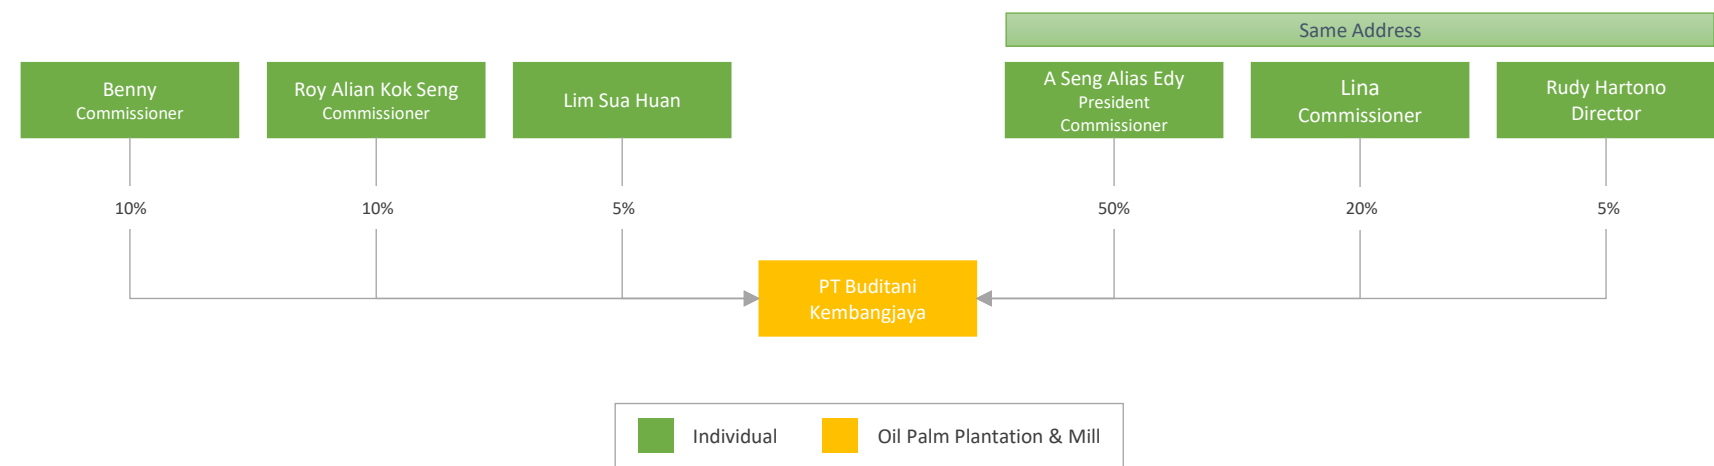 Same Address
Benny
Commissioner
Roy Alian Kok Seng
Commissioner
Lim Sua Huan
A Seng Alias Edy
President
Commissioner
Lina
Commissioner
Rudy Hartono
Director
10%
10%
5%
50%
20%
5%
PT Buditani
Kembangjaya
Individual
Oil Palm Plantation & Mill